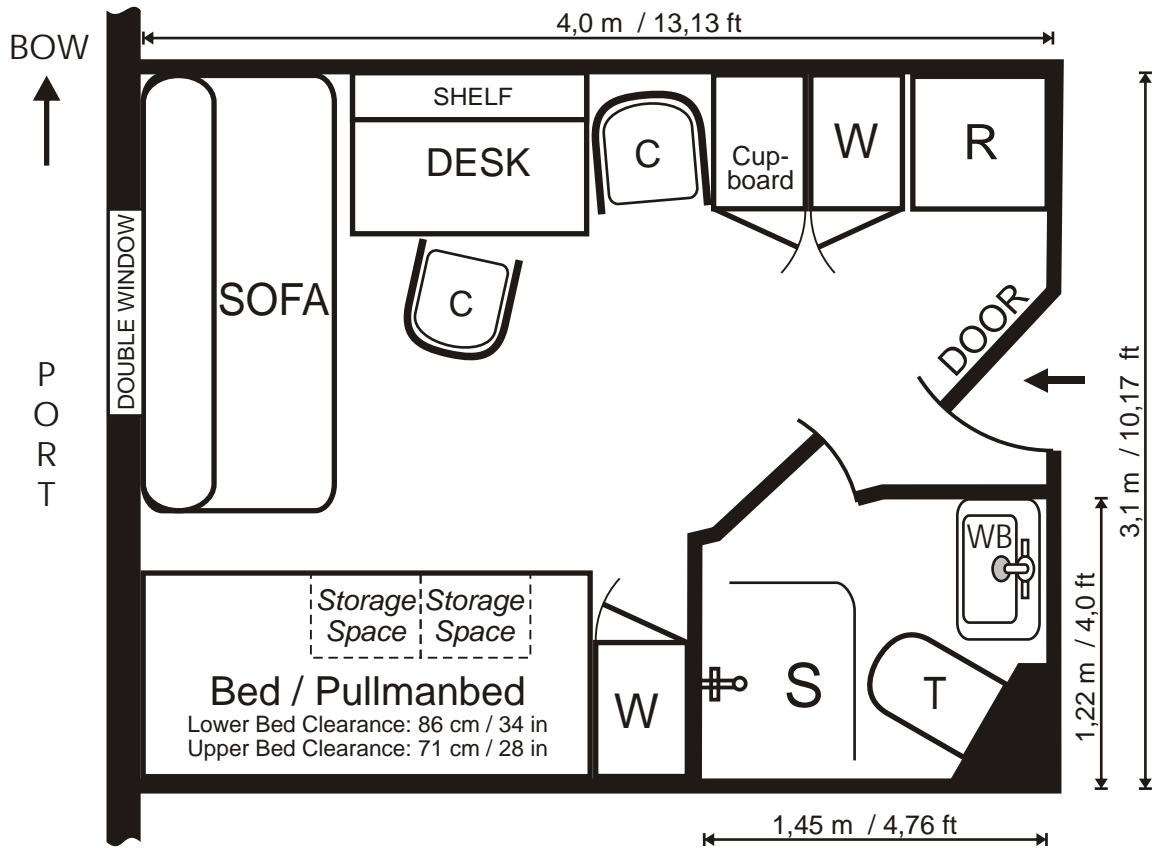 4,0 m / 13,13 ft
BOW
SHELF
DESK
C
Cup-
board
W
R
DOUBLE WINDOW
SOFA
C
DOOR
PORT
3,1 m / 10,17 ft
WB
1,22 m / 4,0 ft
Storage Storage
Space Space
Bed / Pullmanbed
Lower Bed Clearance: 86 cm / 34 in
Upper Bed Clearance: 71 cm / 28 in
W
S
T
1,45 m / 4,76 ft